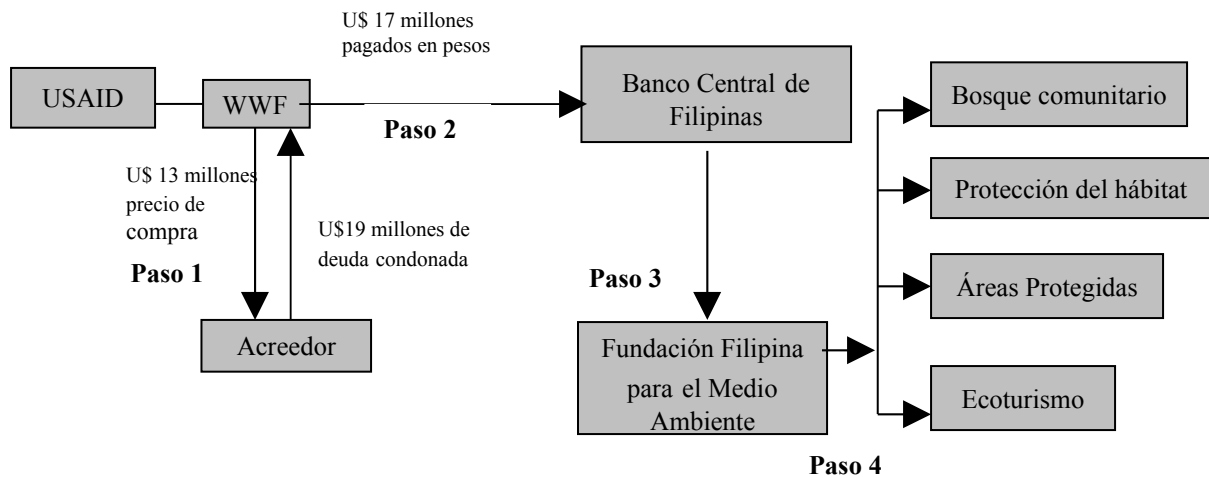 U$ 17 millones
pagados en pesos
USAID
WWF
Paso 2
Banco Central de
Filipinas
Bosque comunitario
U$ 13 millones
precio de
compra
Paso 1
U$19 millones de
deuda condonada
Protección del hábitat
Paso 3
Áreas Protegidas
Acreedor
Fundación Filipina
para el Medio
Ambiente
Ecoturismo
Paso 4